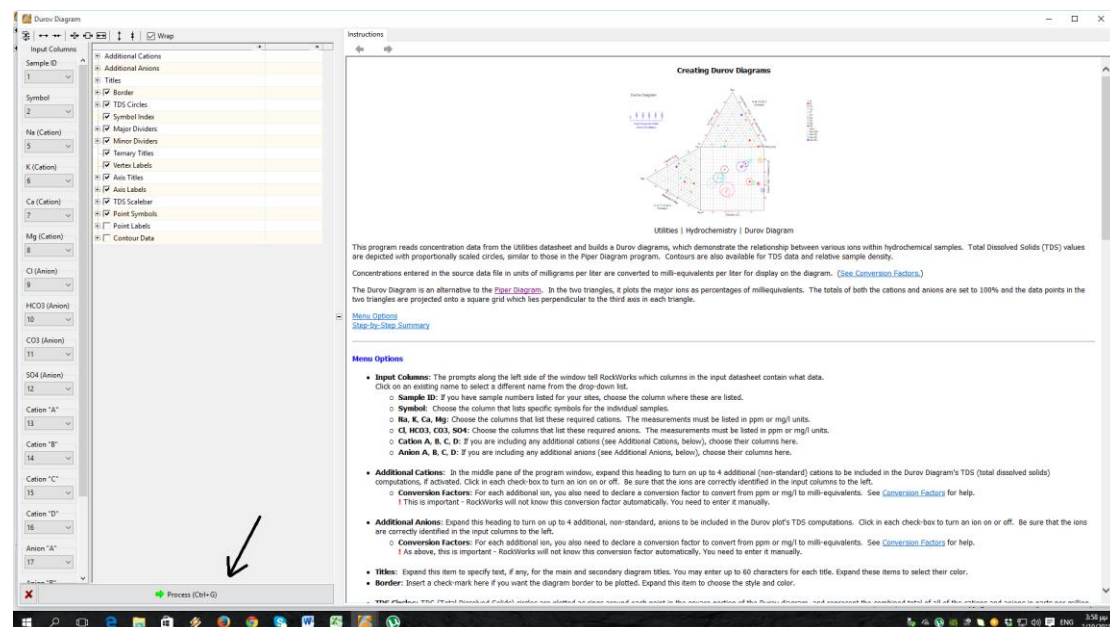 Durov Diagram
Wrap
Input Columns
Sample ID
1
Symbol
2
Na (Cation)
5
K (Cation)
6
Ca (Cation)
7
Mg (Cation)
8
Cl (Anion)
9
HCO3 (Anion)
10
CO3 (Anion)
11
SO4 (Anion)
12
Cation "A"
13
Cation "B"
14
Cation "C"
15
Cation "D"
16
Anion "A"
17
Additional Cations
Additional Anions
Titles
Border
TDS Circles
Symbol Index
Major Dividers
Minor Dividers
Ternary Titles
Vertex Labels
Axis Titles
Axis Labels
TDS Scalebar
Point Symbols
Point Labels
Contour Data
Process (Ctrl+G)
Instructions
Creating Durov Diagrams
Durov Diagram
Utilities | Hydrochemistry | Durov Diagram
This program reads concentration data from the Utilities datasheet and builds a Durov diagrams, which demonstrate the relationship between various ions within hydrochemical samples. Total Dissolved Solids (TDS) values
are depicted with proportionally scaled circles, similar to those in the Piper Diagram program. Contours are also available for TDS data and relative sample density.
Concentrations entered in the source data file in units of milligrams per liter are converted to milli-equivalents per liter for display on the diagram. (See Conversion Factors.)
The Durov Diagram is an alternative to the Piper Diagram. In the two triangles, it plots the major ions as percentages of milliequivalents. The totals of both the cations and anions are set to 100% and the data points in the
two triangles are projected onto a square grid which lies perpendicular to the third axis in each triangle.
Menu Options
Step-by-Step Summary
Menu Options
• Input Columns: The prompts along the left side of the window tell RockWorks which columns in the input datasheet contain what data.
Click on an existing name to select a different name from the drop-down list.
o Sample ID: If you have sample numbers listed for your sites, choose the column where these are listed.
o Symbol: Choose the column that lists specific symbols for the individual samples.
o Na, K, Ca, Mg: Choose the columns that list these required cations. The measurements must be listed in ppm or mg/l units.
o Cl, HCO3, CO3, SO4: Choose the columns that list these required anions. The measurements must be listed in ppm or mg/l units.
o Cation A, B, C, D: If you are including any additional cations (see Additional Cations, below), choose their columns here.
o Anion A, B, C, D: If you are including any additional anions (see Additional Anions, below), choose their columns here.
• Additional Cations: In the middle pane of the program window, expand this heading to turn on up to 4 additional (non-standard) cations to be included in the Durov Diagram's TDS (total dissolved solids)
computations, if activated. Click in each check-box to turn an ion on or off. Be sure that the ions are correctly identified in the input columns to the left.
o Conversion Factors: For each additional ion, you also need to declare a conversion factor to convert from ppm or mg/l to milli-equivalents. See Conversion Factors for help.
! This is important - RockWorks will not know this conversion factor automatically. You need to enter it manually.
• Additional Anions: Expand this heading to turn on up to 4 additional, non-standard, anions to be included in the Durov plot's TDS computations. Click in each check-box to turn an ion on or off. Be sure that the ions
are correctly identified in the input columns to the left.
o Conversion Factors: For each additional ion, you also need to declare a conversion factor to convert from ppm or mg/l to milli-equivalents. See Conversion Factors for help.
! As above, this is important - RockWorks will not know this conversion factor automatically. You need to enter it manually.
• Titles: Expand this item to specify text, if any, for the main and secondary diagram titles. You may enter up to 60 characters for each title. Expand these items to select their color.
• Border: Insert a check-mark here if you want the diagram border to be plotted. Expand this item to choose the style and color.
ENG
3:58 μμ